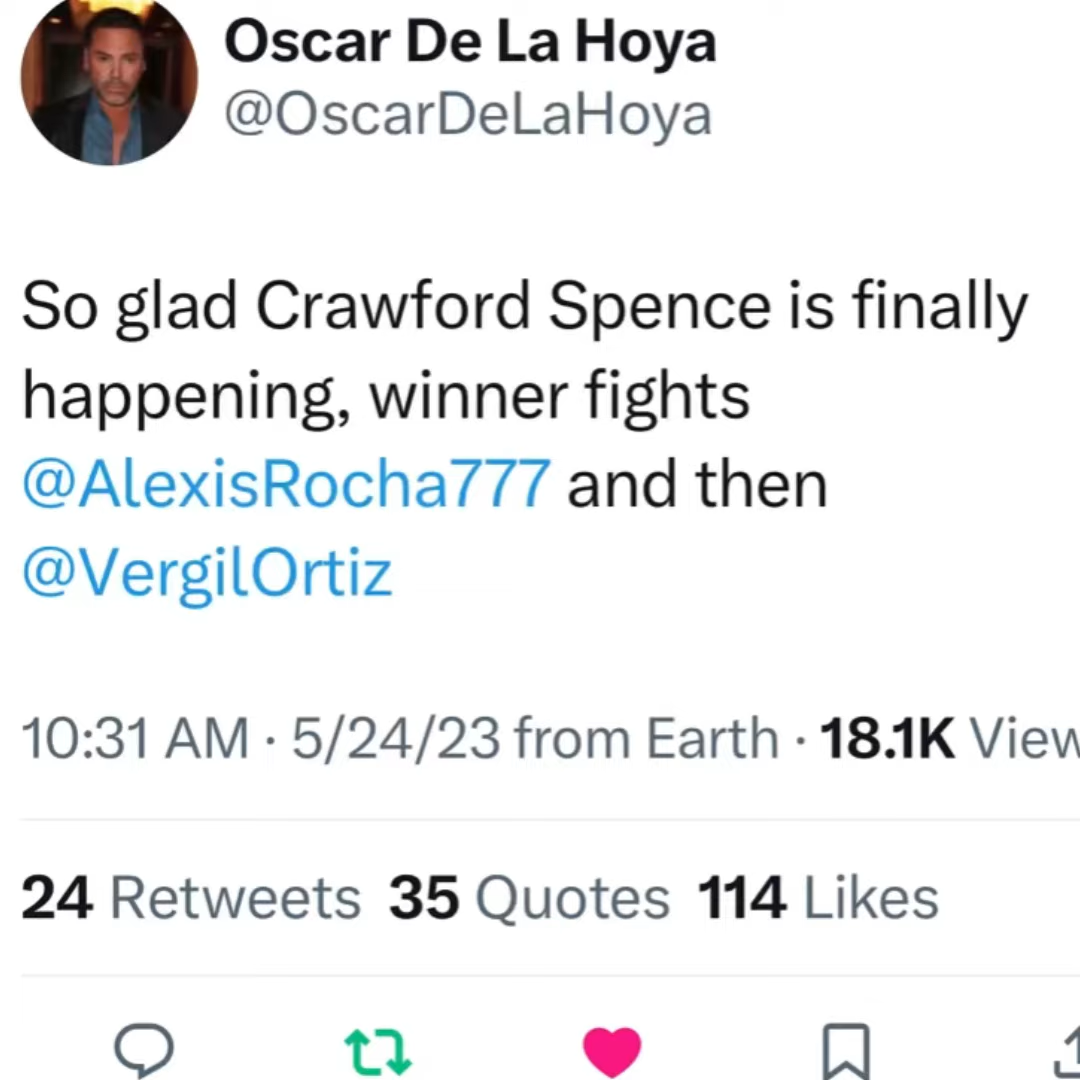 Oscar De La Hoya
@OscarDeLaHoya
So glad Crawford Spence is finally
happening, winner fights
@AlexisRocha777 and then
@VergilOrtiz
10:31 AM · 5/24/23 from Earth · 18.1K View
24 Retweets 35 Quotes 114 Likes